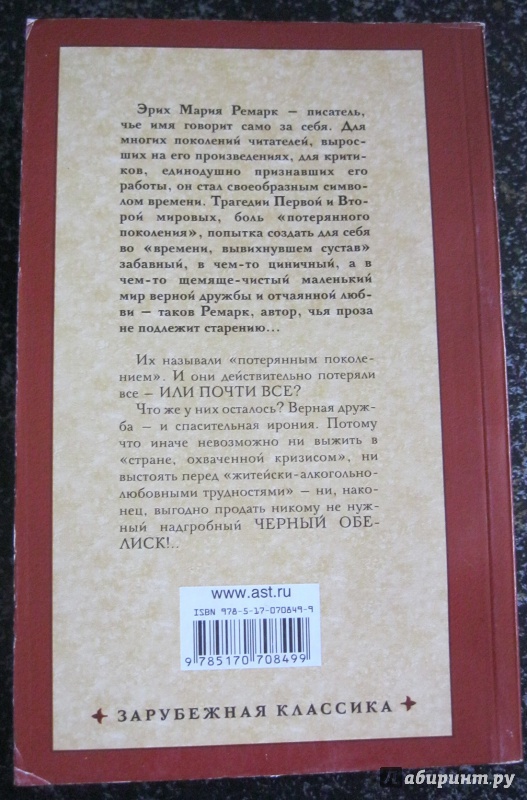 Эрих Мария Ремарк – писатель,
чье имя говорит само за себя. Для
многих поколений читателей, вырос-
ших на его произведениях, для крити-
ков, единодушно признавших его
работы, он стал своеобразным симво-
лом времени. Трагедии Первой и Вто-
рой мировых, боль «потерянного
поколения», попытка создать для себя
во «времени, вывихнувшем сустав»
забавный, в чем-то циничный, а в
чем-то щемяще-чистый маленький
мир верной дружбы и отчаянной люб-
ви – таков Ремарк, автор, чья проза
не подлежит старению...
Их называли «потерянным поколе-
нием». И они действительно потеряли
все – ИЛИ ПОЧТИ ВСЕ?
Что же у них осталось? Верная друж-
ба – и спасительная ирония. Потому
что иначе невозможно ни выжить в
«стране, охваченной кризисом», ни
выстоять перед «житейски-алкогольно-
любовными трудностями» – ни, нако-
нец, выгодно продать никому не нуж-
ный надгробный ЧЕРНЫЙ ОБЕ-
ЛИСК!..
www.ast.ru
ISBN 978-5-17-070849-9
9 785170 708499
ЗАРУБЕЖНАЯ КЛАССИКА
Лабиринт.ру